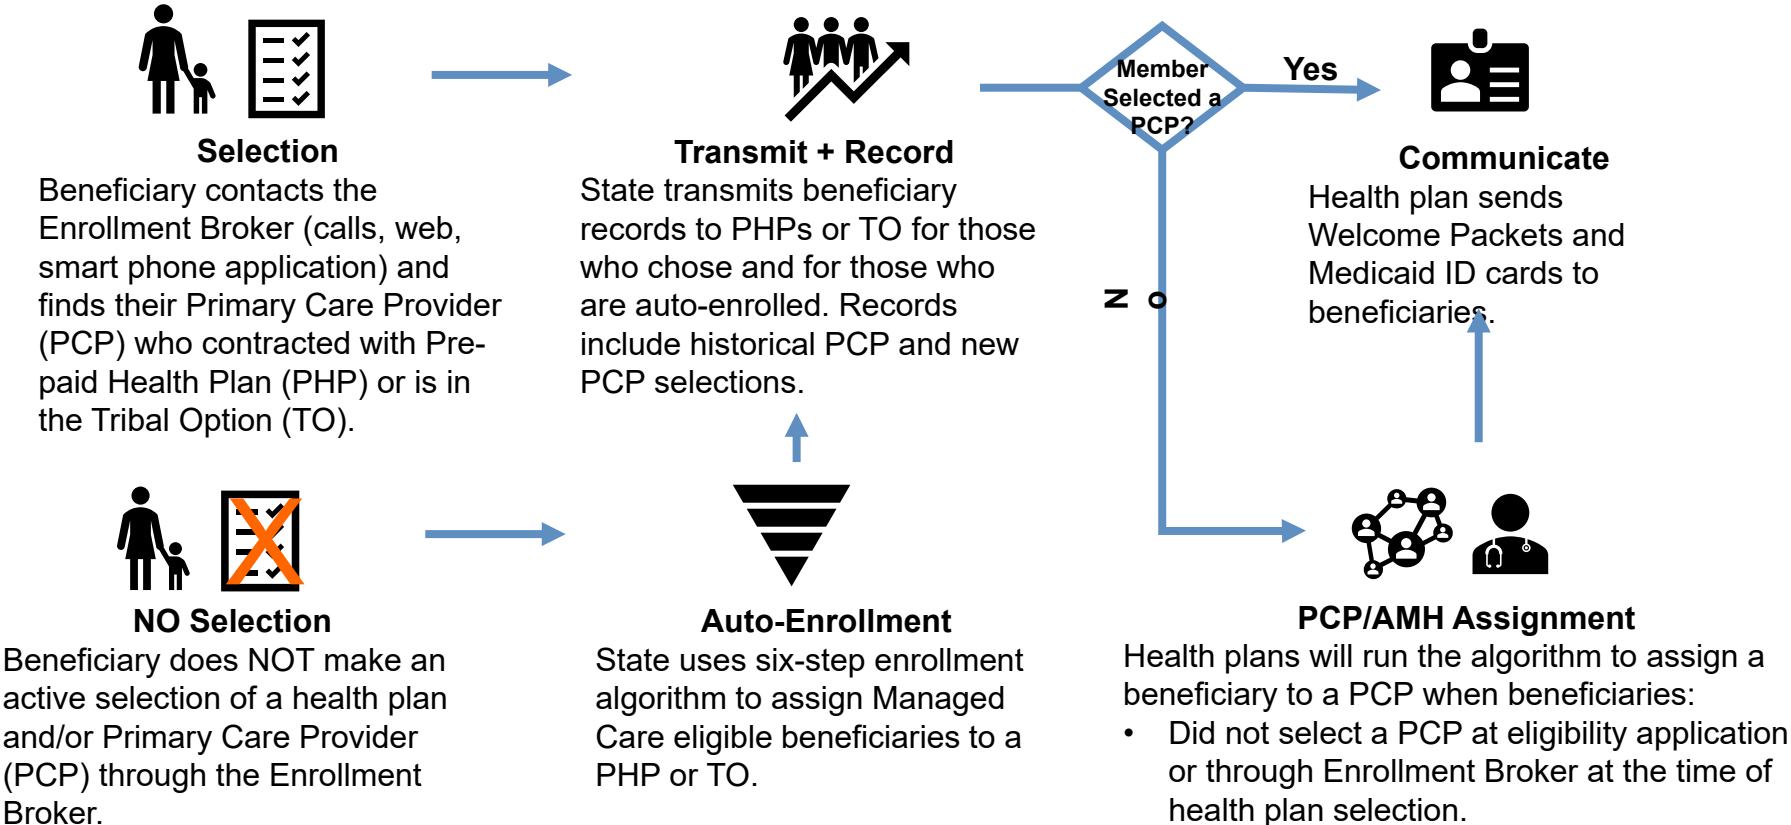 Selection
Beneficiary contacts the
Enrollment Broker (calls, web,
smart phone application) and
finds their Primary Care Provider
(PCP) who contracted with Pre-
paid Health Plan (PHP) or is in
the Tribal Option (TO).
Transmit + Record
State transmits beneficiary
records to PHPs or TO for those
who chose and for those who
are auto-enrolled. Records
include historical PCP and new
PCP selections.
Member
Selected a
PCP?
Yes
No
Communicate
Health plan sends
Welcome Packets and
Medicaid ID cards to
beneficiaries.
NO Selection
Beneficiary does NOT make an
active selection of a health plan
and/or Primary Care Provider
(PCP) through the Enrollment
Broker.
Auto-Enrollment
State uses six-step enrollment
algorithm to assign Managed
Care eligible beneficiaries to a
PHP or TO.
PCP/AMH Assignment
Health plans will run the algorithm to assign a
beneficiary to a PCP when beneficiaries:
• Did not select a PCP at eligibility application
or through Enrollment Broker at the time of
health plan selection.